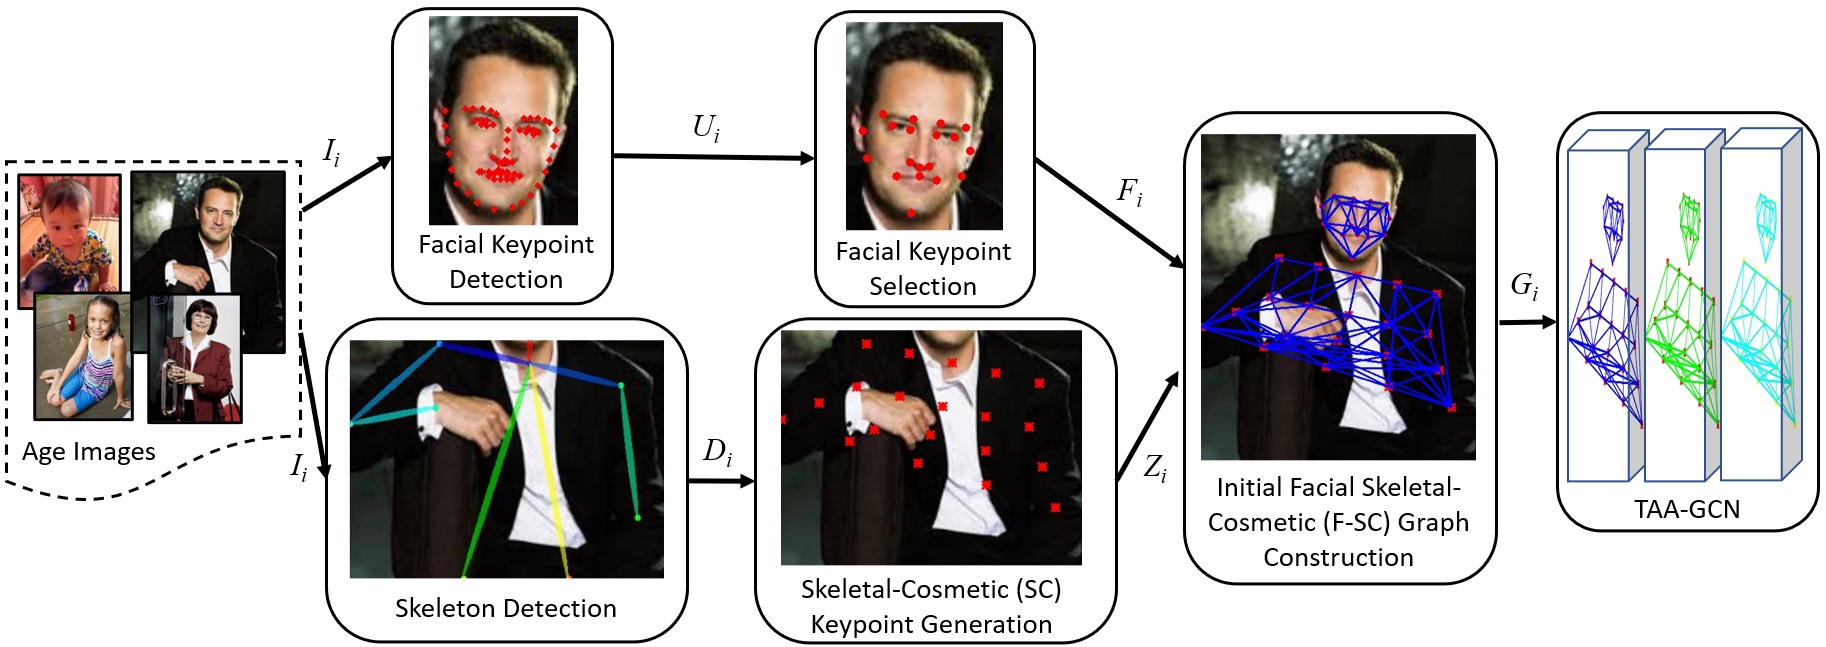 Age Images
I_i
I_i
Facial Keypoint
Detection
U_i
Facial Keypoint
Selection
F_i
Skeleton Detection
D_i
Skeletal-Cosmetic (SC)
Keypoint Generation
Z_i
Initial Facial Skeletal-
Cosmetic (F-SC) Graph
Construction
G_i
TAA-GCN